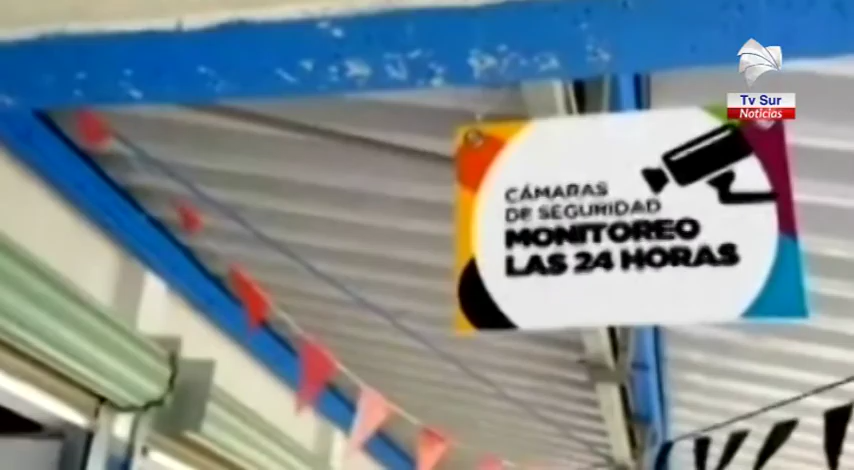 Tv Sur
Noticias
CÁMARAS
DE SEGURIDAD
MONITOREO
LAS 24 HORAS